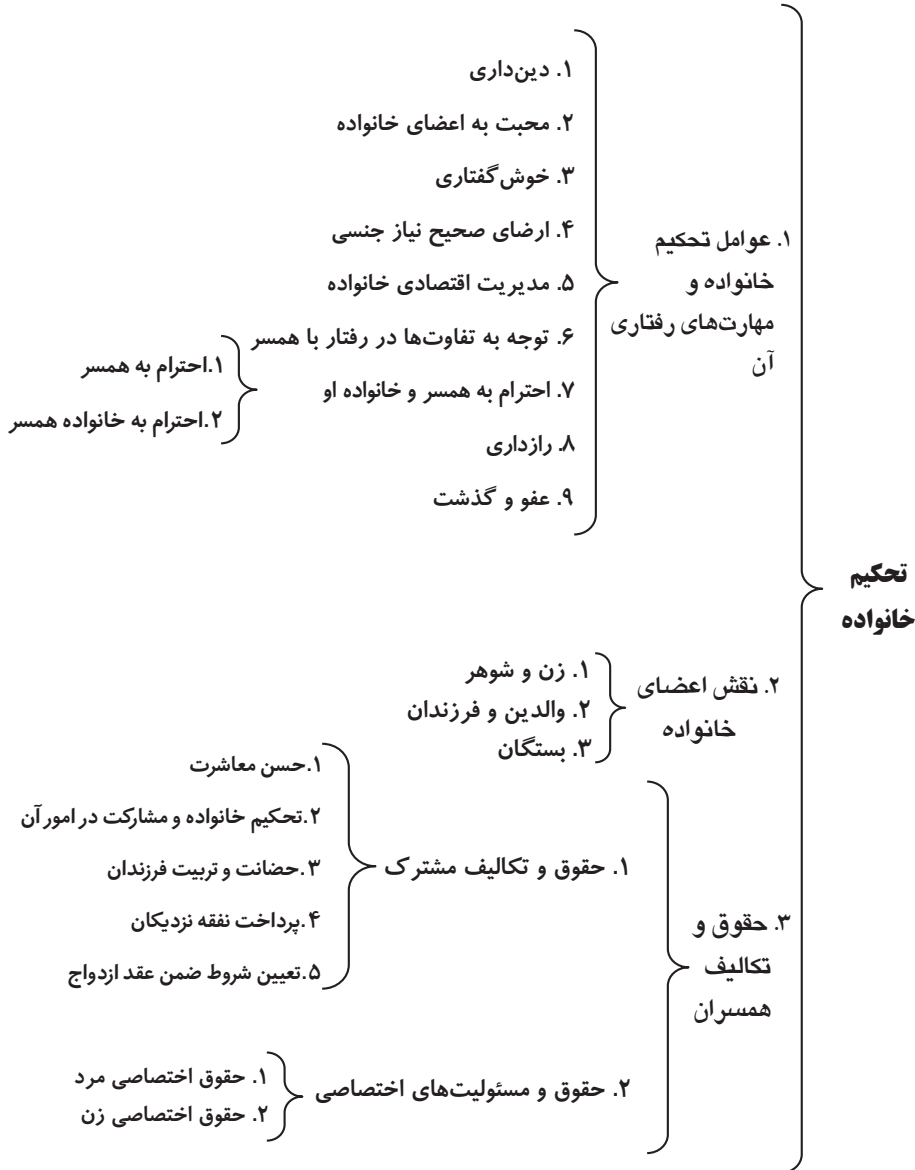 تحکیم
خانواده
۱. عوامل تحکیم
خانواده و
مهارت‌های رفتاری
آن
۱. دین‌داری
۲. محبت به اعضای خانواده
۳. خوش‌گفتاری
۴. ارضای صحیح نیاز جنسی
۵. مدیریت اقتصادی خانواده
۶. توجه به تفاوت‌ها در رفتار با همسر
۷. احترام به همسر و خانواده او
۱.احترام به همسر
۲.احترام به خانواده همسر
۸. رازداری
۹. عفو و گذشت
۲. نقش اعضای
خانواده
۱. زن و شوهر
۲. والدین و فرزندان
۳. بستگان
۳. حقوق و
تکالیف
همسران
۱. حقوق و تکالیف مشترک
۱.حسن معاشرت
۲.تحکیم خانواده و مشارکت در امور آن
۳.حضانت و تربیت فرزندان
۴.پرداخت نفقه نزدیکان
۵.تعیین شروط ضمن عقد ازدواج
۲. حقوق و مسئولیت‌های اختصاصی
۱. حقوق اختصاصی مرد
۲. حقوق اختصاصی زن